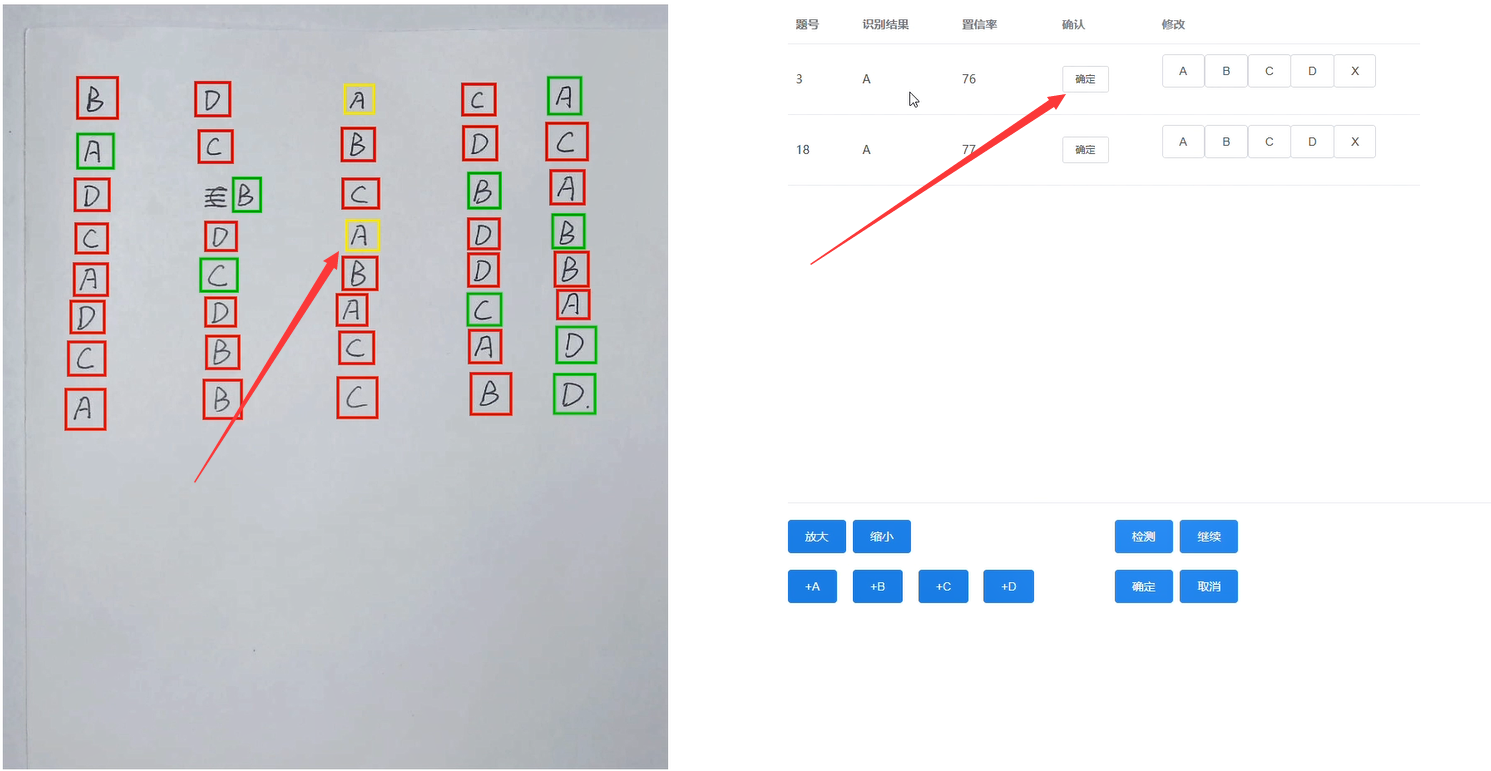 B D A C A
A C B D C
D B C B A
C D A D B
A C B D B
D D A C A
C B C A D
A B C B D.
题号 识别结果 置信率 确认 修改
3 A 76 确定 A B C D X
18 A 77 确定 A B C D X
放大 缩小 检测 继续
+A +B +C +D 确定 取消